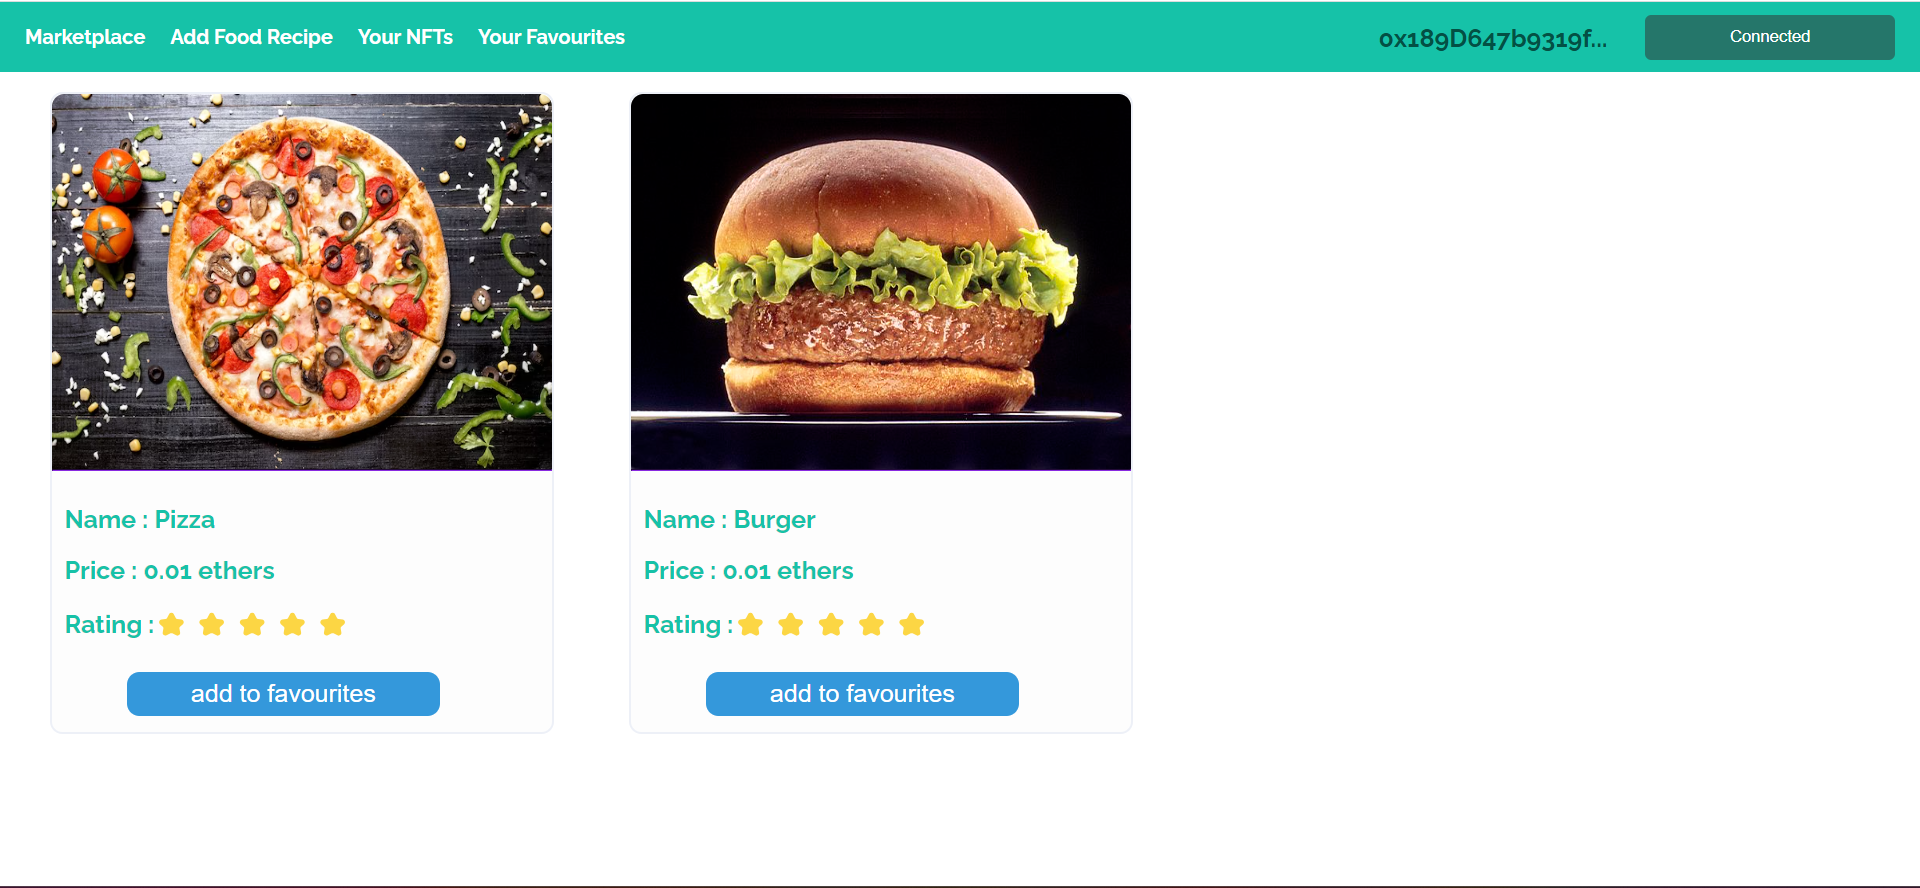 Marketplace Add Food Recipe Your NFTs Your Favourites 0x189D647b9319f... Connected
Name : Pizza
Price : 0.01 ethers
Rating :
add to favourites
Name : Burger
Price : 0.01 ethers
Rating :
add to favourites